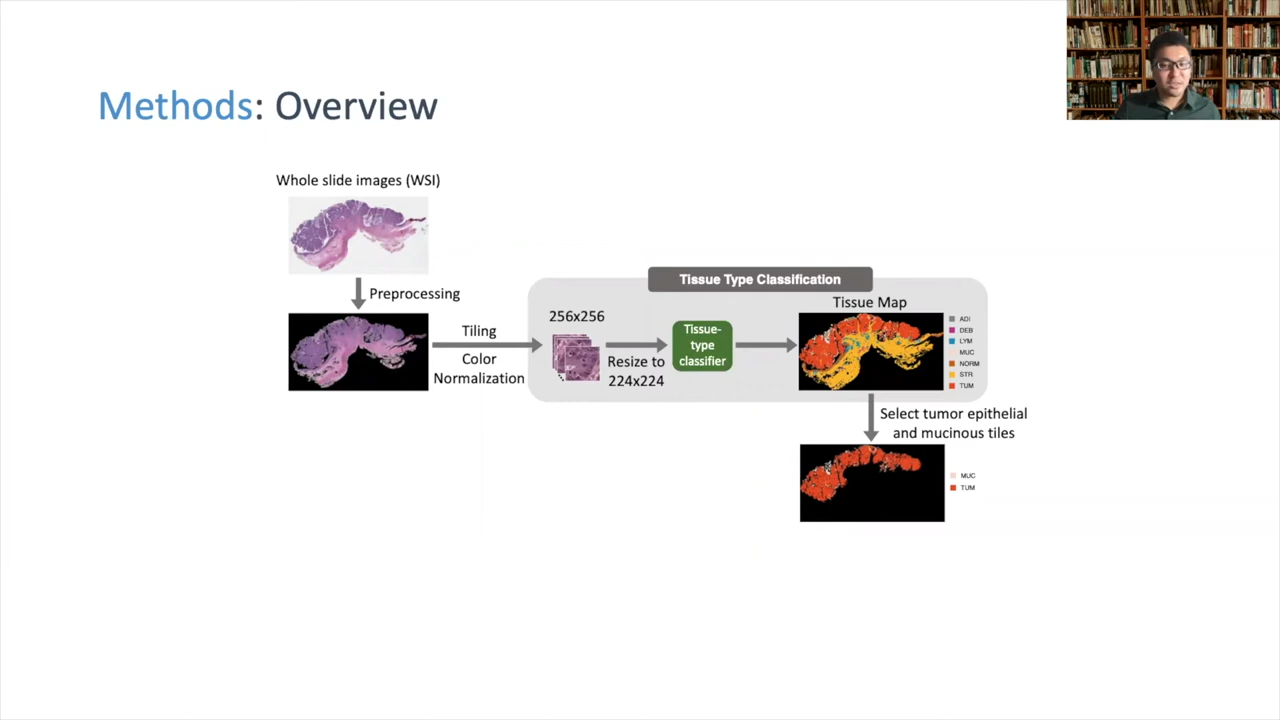 Methods: Overview
Whole slide images (WSI)
Preprocessing
Tiling
Color
Normalization
Tissue Type Classification
256x256
Resize to
224x224
Tissue-
type
classifier
Tissue Map
ADI
DEB
LYM
MUC
NORM
STR
TUM
Select tumor epithelial
and mucinous tiles
MUC
TUM